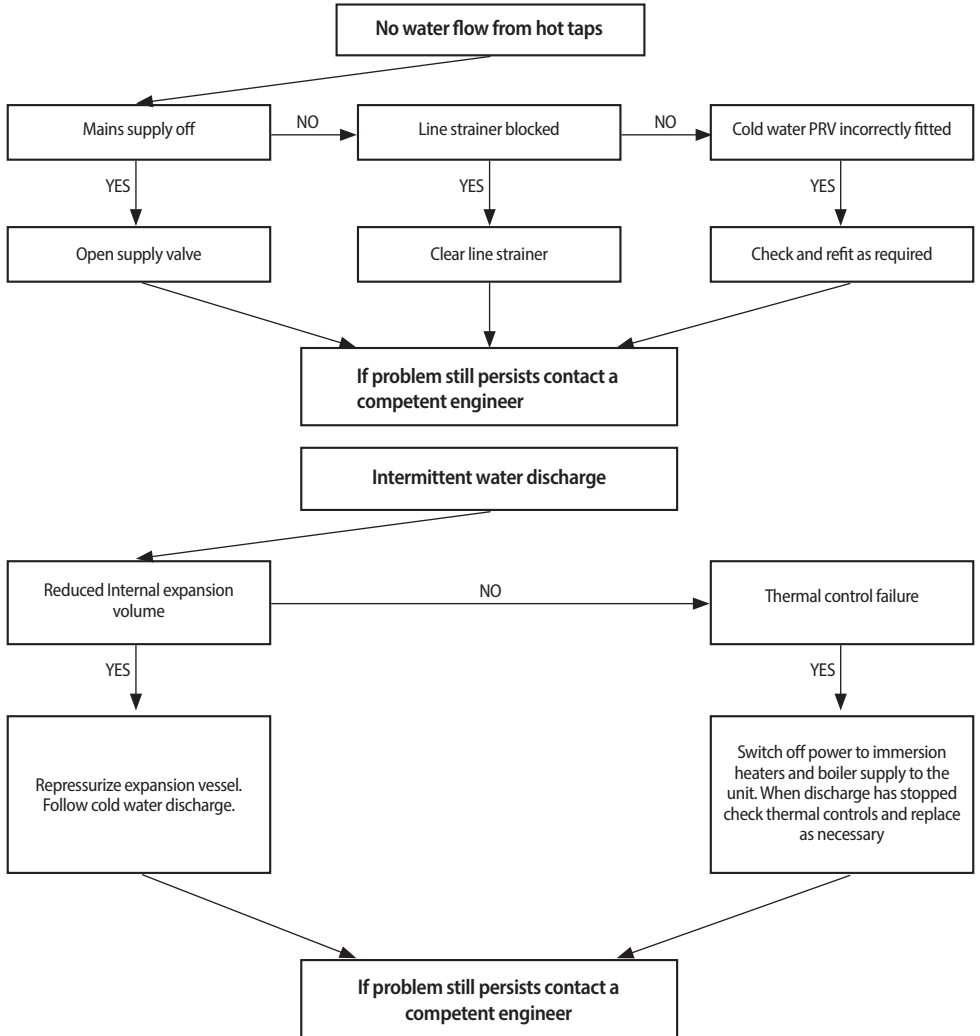 No water flow from hot taps
Mains supply off
NO
Line strainer blocked
NO
Cold water PRV incorrectly fitted
YES
YES
YES
Open supply valve
Clear line strainer
Check and refit as required
If problem still persists contact a
competent engineer
Intermittent water discharge
Reduced Internal expansion
volume
NO
Thermal control failure
YES
YES
Repressurize expansion vessel.
Follow cold water discharge.
Switch off power to immersion
heaters and boiler supply to the
unit. When discharge has stopped
check thermal controls and replace
as necessary
If problem still persists contact a
competent engineer